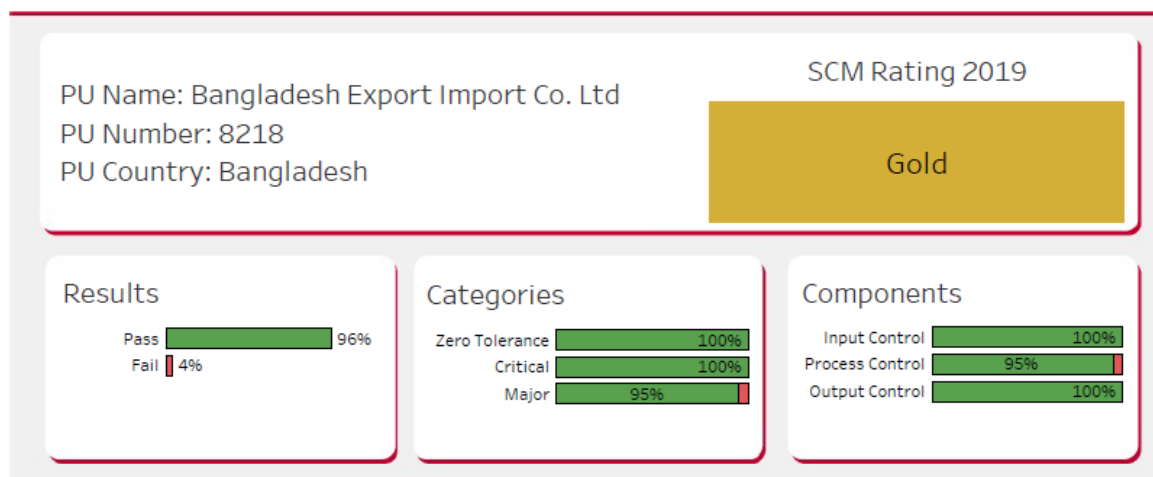 PU Name: Bangladesh Export Import Co. Ltd
PU Number: 8218
PU Country: Bangladesh
SCM Rating 2019
Gold
Results
Pass 96%
Fail 4%
Categories
Zero Tolerance 100%
Critical 100%
Major 95%
Components
Input Control 100%
Process Control 95%
Output Control 100%